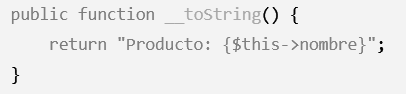 public function __toString() {
    return "Producto: {$this->nombre}";
}